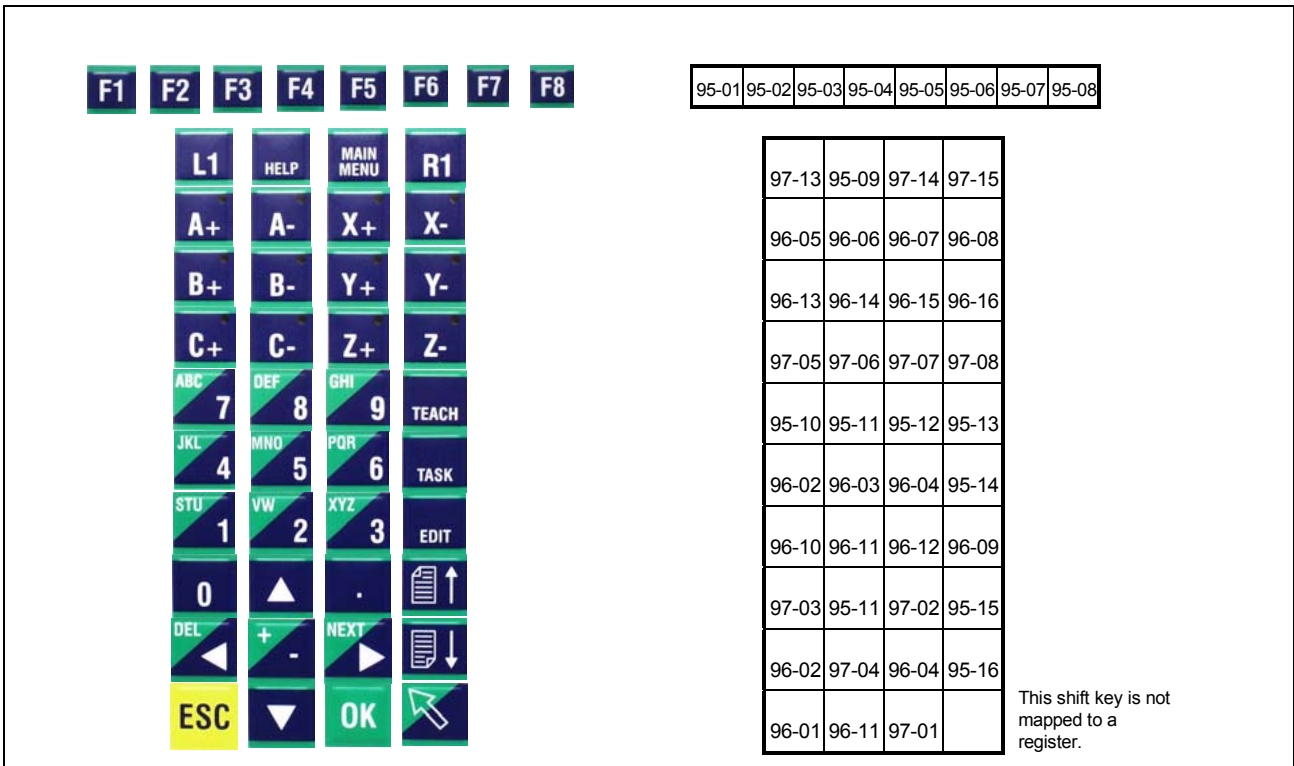 F1 F2 F3 F4 F5 F6 F7 F8
95-01 95-02 95-03 95-04 95-05 95-06 95-07 95-08
L1 HELP MAIN MENU R1
A+ A- X+ X-
B+ B- Y+ Y-
C+ C- Z+ Z-
ABC 7 DEF 8 GHI 9 TEACH
JKL 4 MNO 5 PQR 6 TASK
STU 1 VW 2 XYZ 3 EDIT
0 .
DEL + - NEXT
ESC OK
97-13 95-09 97-14 97-15
96-05 96-06 96-07 96-08
96-13 96-14 96-15 96-16
97-05 97-06 97-07 97-08
95-10 95-11 95-12 95-13
96-02 96-03 96-04 95-14
96-10 96-11 96-12 96-09
97-03 95-11 97-02 95-15
96-02 97-04 96-04 95-16
96-01 96-11 97-01
This shift key is not
mapped to a
register.